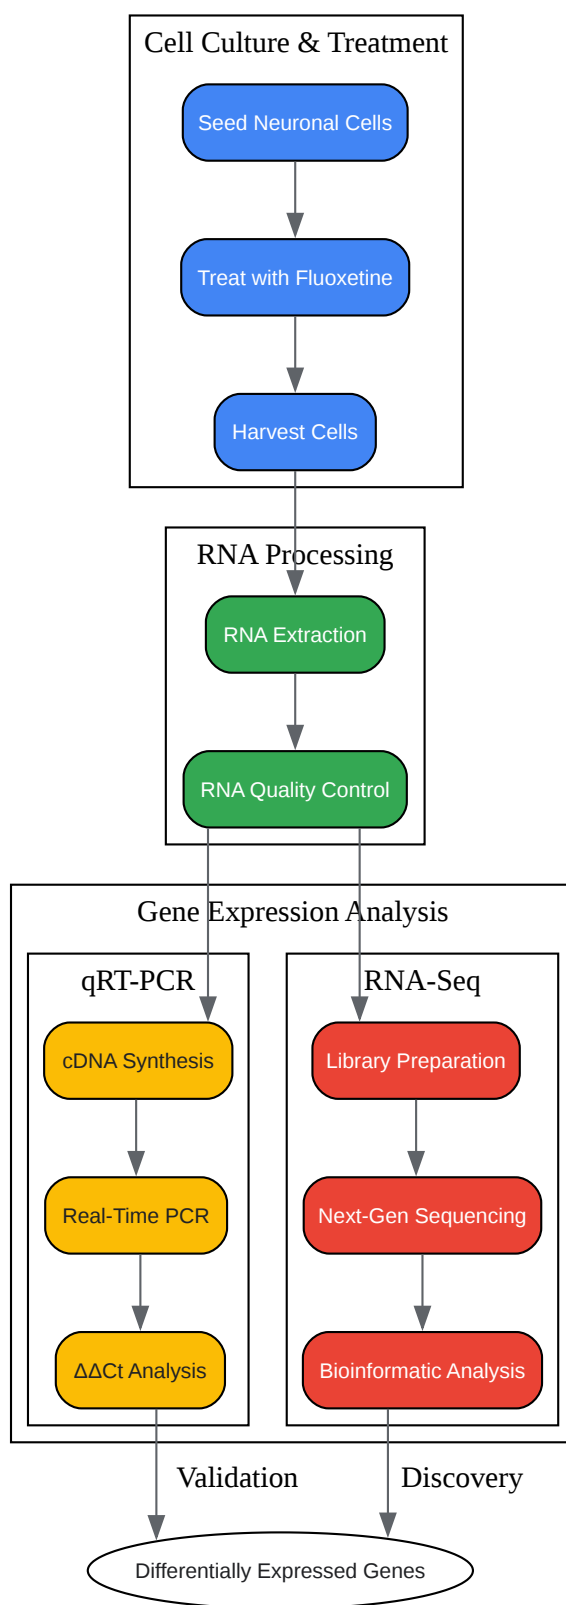 Cell Culture & Treatment
Seed Neuronal Cells
Treat with Fluoxetine
Harvest Cells
RNA Processing
RNA Extraction
RNA Quality Control
Gene Expression Analysis
qRT-PCR
cDNA Synthesis
Real-Time PCR
ΔΔCt Analysis
RNA-Seq
Library Preparation
Next-Gen Sequencing
Bioinformatic Analysis
Validation
Discovery
Differentially Expressed Genes